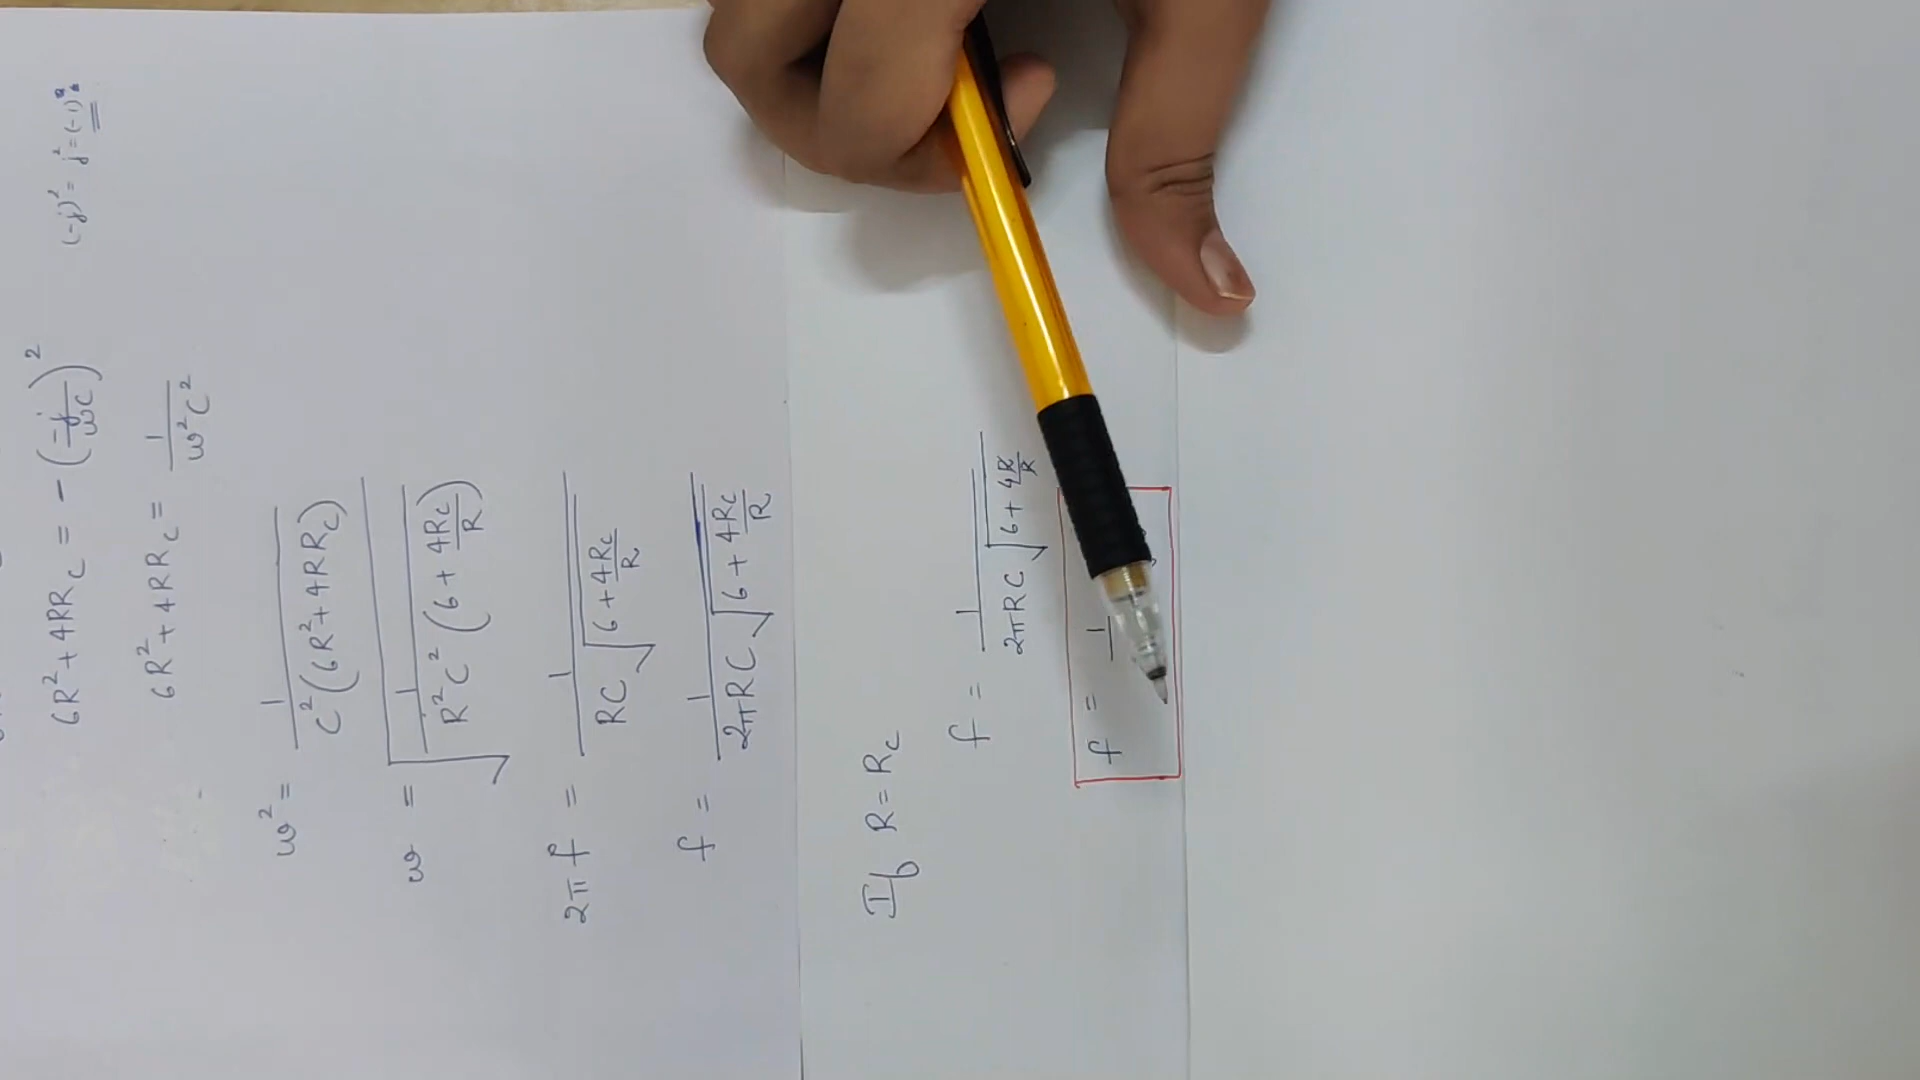 6R² + 4RRc = - (-j/ωc)²
(-j)² = j² = (-1)
6R² + 4RRc = 1/ω²c²
ω² = 1/C²(6R² + 4RRc)
ω = √1/R²C²(6 + 4Rc/R)
2πf = 1/RC√6 + 4Rc/R
f = 1/2πRC√6 + 4Rc/R
If R = Rc
f = 1/2πRC√6 + 4R/R
f = 1